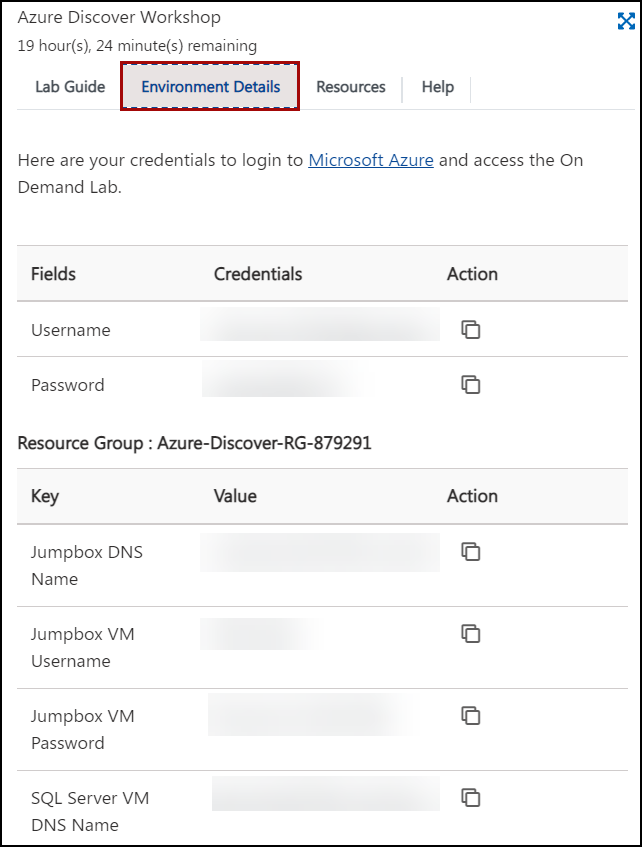 Azure Discover Workshop
19 hour(s), 24 minute(s) remaining
Lab Guide Environment Details Resources Help
Here are your credentials to login to Microsoft Azure and access the On
Demand Lab.
Fields Credentials Action
Username
Password
Resource Group : Azure-Discover-RG-879291
Key Value Action
Jumpbox DNS
Name
Jumpbox VM
Username
Jumpbox VM
Password
SQL Server VM
DNS Name